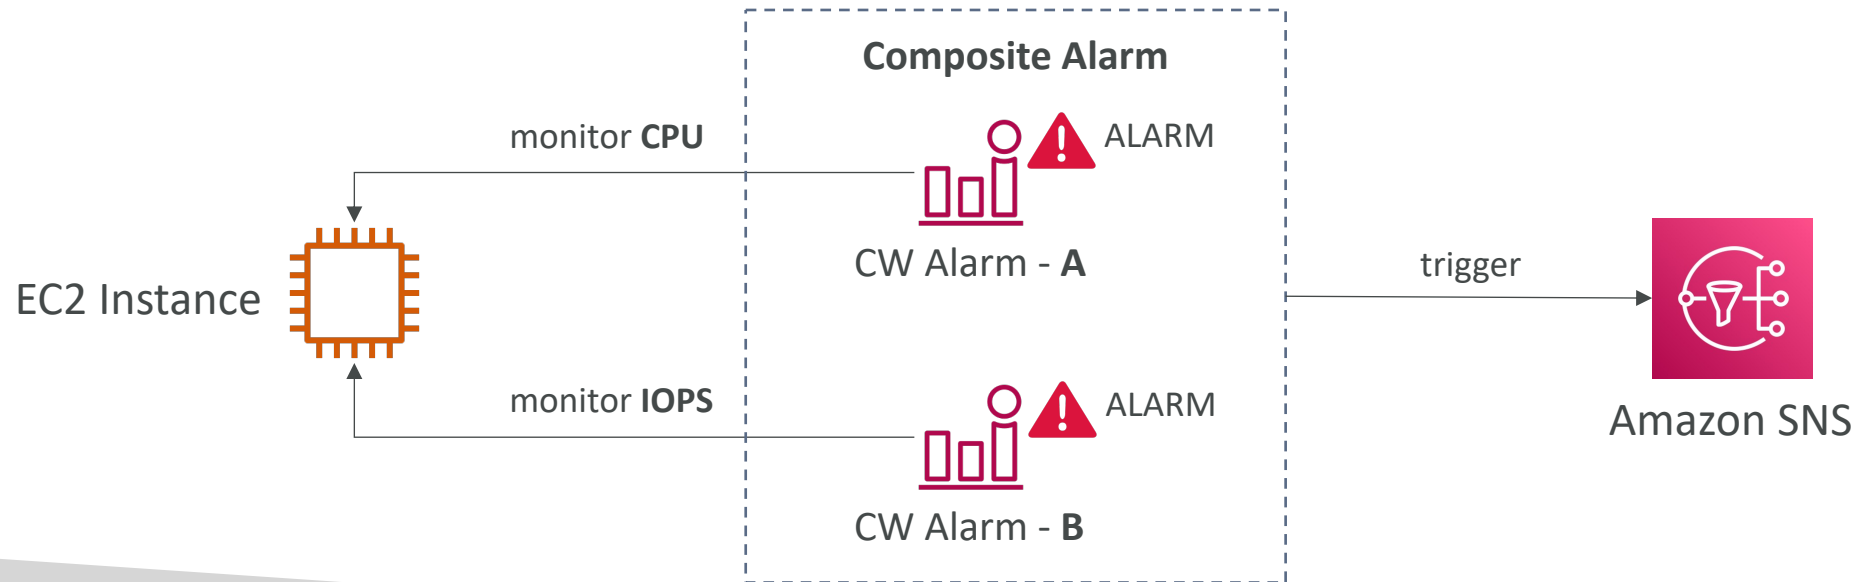 Composite Alarm
monitor CPU
ALARM
CW Alarm - A
EC2 Instance
trigger
monitor IOPS
ALARM
Amazon SNS
CW Alarm - B